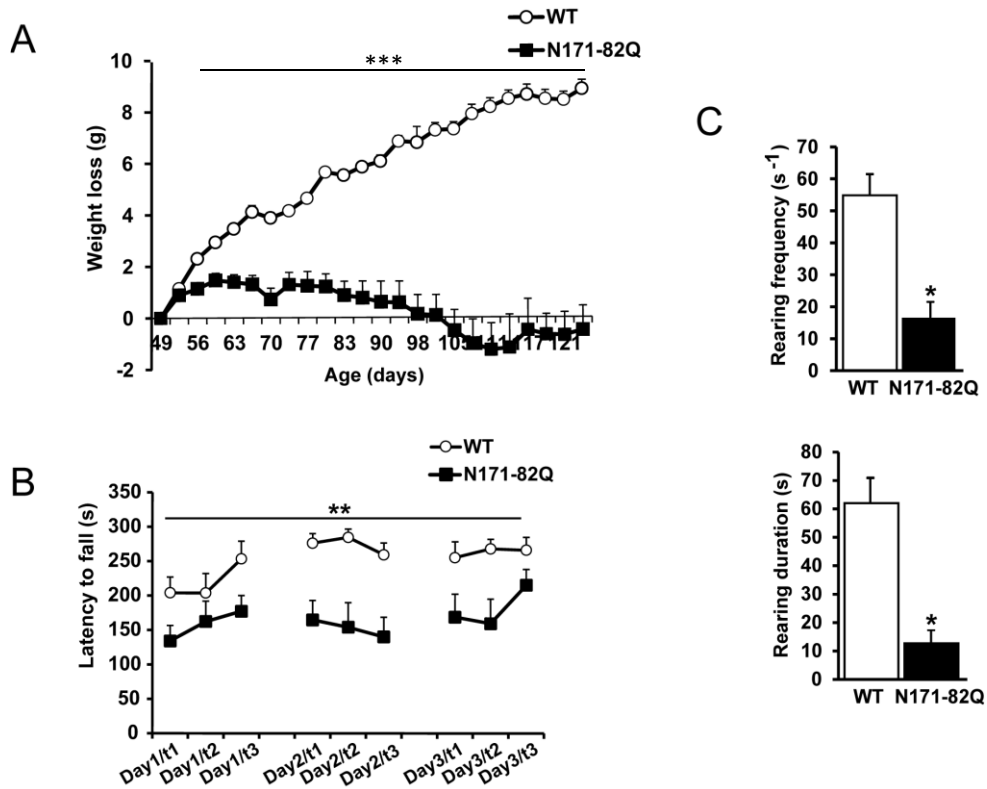 A
WT
N171-82Q
***
10
8
6
4
2
0
-2
Weight loss (g)
49 56 63 70 77 83 90 98 105 121
Age (days)
B
WT
N171-82Q
**
350
300
250
200
150
100
50
0
Latency to fall (s)
Day1/t1 Day1/t2 Day1/t3 Day2/t1 Day2/t2 Day2/t3 Day3/t1 Day3/t2 Day3/t3
C
70
60
50
40
30
20
10
0
Rearing frequency (s-1)
*
WT N171-82Q
80
70
60
50
40
30
20
10
0
Rearing duration (s)
*
WT N171-82Q